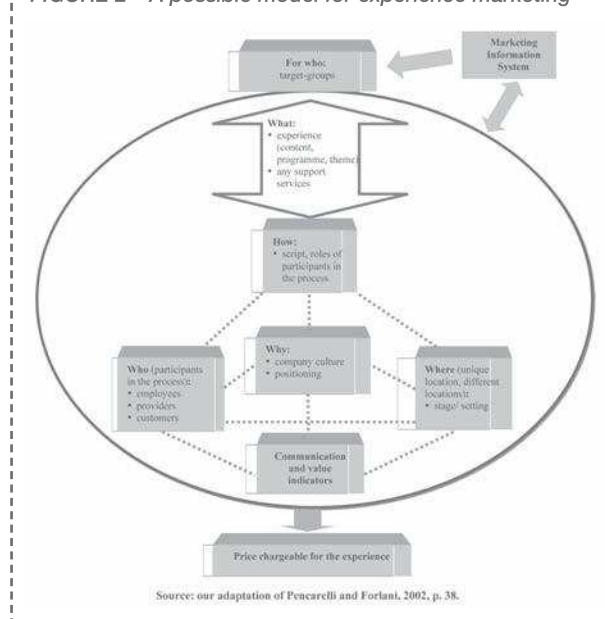 FIGURE 2 A possible model for experience marketing
Marketing
Information
System
For who:
target-groups
What:
• experience
(content,
programme, theme)
• any support
services
How:
• script, roles of
participants in
the process
Why:
• company culture
• positioning
Who (participants
in the process):
• employees
• providers
• customers
Where (unique
location, different
locations):
• stage/ setting
Communication
and value
indicators
Price chargeable for the experience
Source: our adaptation of Pencarelli and Forlani, 2002, p. 38.